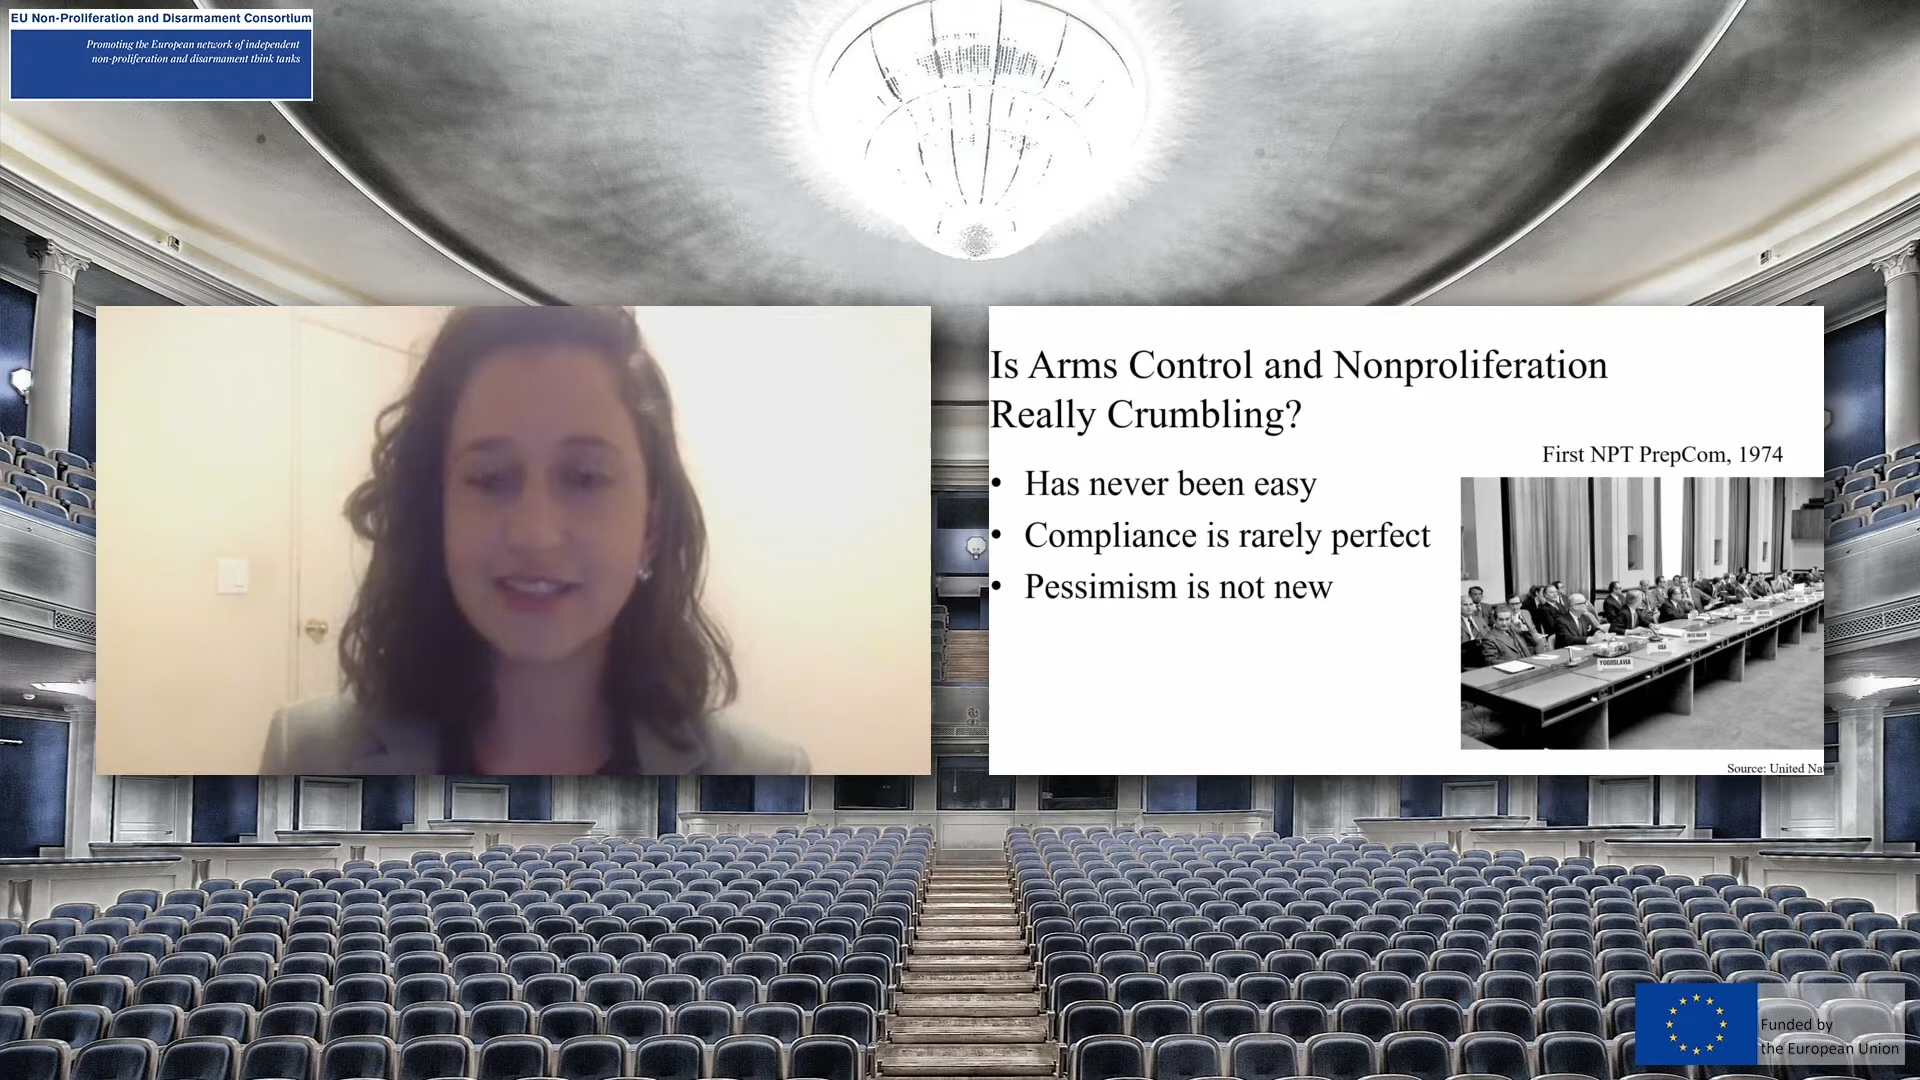 EU Non-Proliferation and Disarmament Consortium
Promoting the European network of independent
non-proliferation and disarmament think tanks
Is Arms Control and Nonproliferation
Really Crumbling?
First NPT PrepCom, 1974
• Has never been easy
• Compliance is rarely perfect
• Pessimism is not new
YUGOSLAVIA
USA
Source: United Na
Funded by
the European Union